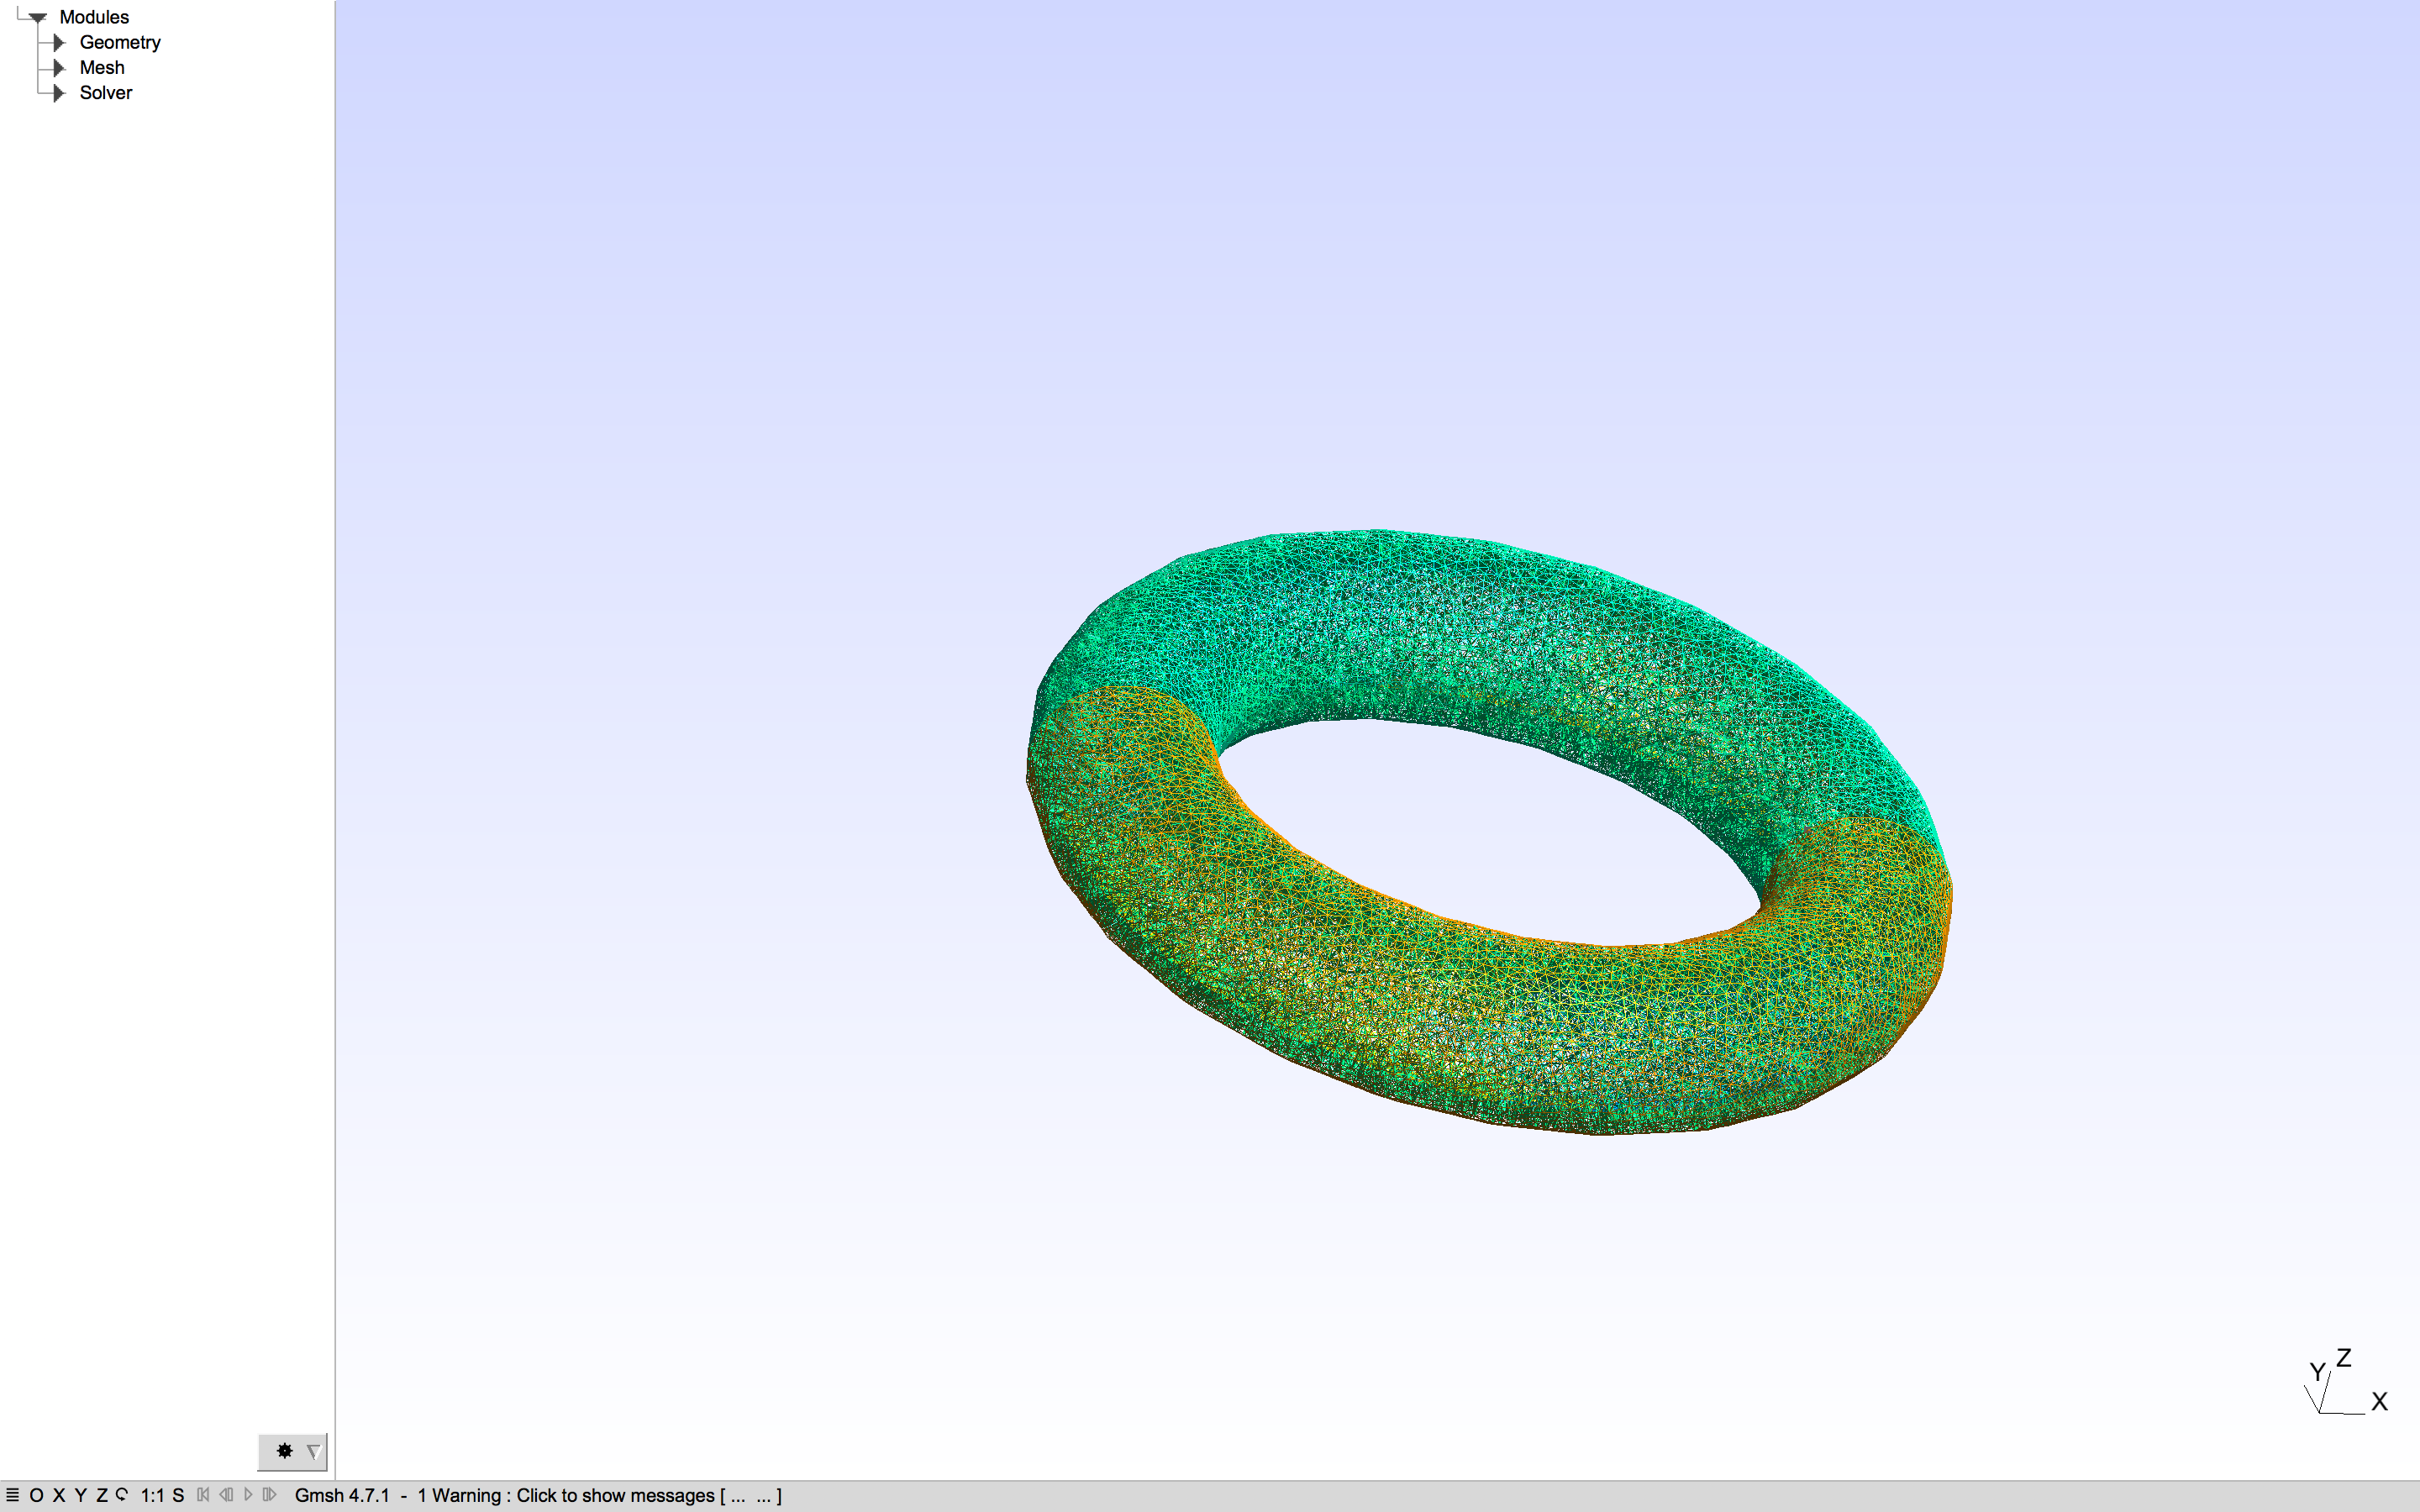 Modules
Geometry
Mesh
Solver
Y Z
X
O X Y Z 1:1 S Gmsh 4.7.1 - 1 Warning : Click to show messages [ ... ... ]